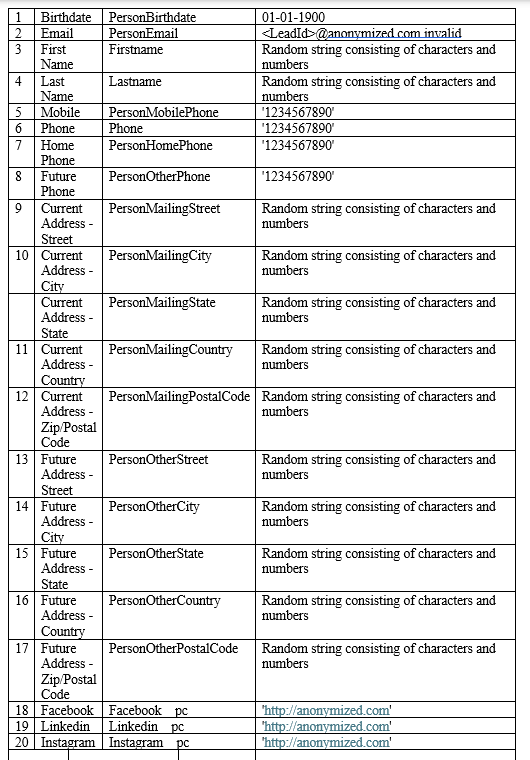 1 Birthdate PersonBirthdate 01-01-1900
2 Email PersonEmail <LeadId>@anonymized.com.invalid
3 First Firstname Random string consisting of characters and
Name numbers
4 Last Lastname Random string consisting of characters and
Name numbers
5 Mobile PersonMobilePhone '1234567890'
6 Phone Phone '1234567890'
7 Home PersonHomePhone '1234567890'
Phone
8 Future PersonOtherPhone '1234567890'
Phone
9 Current PersonMailingStreet Random string consisting of characters and
Address - numbers
Street
10 Current PersonMailingCity Random string consisting of characters and
Address - numbers
City
Current PersonMailingState Random string consisting of characters and
Address - numbers
State
11 Current PersonMailingCountry Random string consisting of characters and
Address - numbers
Country
12 Current PersonMailingPostalCode Random string consisting of characters and
Address - numbers
Zip/Postal
Code
13 Future PersonOtherStreet Random string consisting of characters and
Address - numbers
Street
14 Future PersonOtherCity Random string consisting of characters and
Address - numbers
City
15 Future PersonOtherState Random string consisting of characters and
Address - numbers
State
16 Future PersonOtherCountry Random string consisting of characters and
Address - numbers
Country
17 Future PersonOtherPostalCode Random string consisting of characters and
Address - numbers
Zip/Postal
Code
18 Facebook Facebook pc 'http://anonymized.com'
19 Linkedin Linkedin pc 'http://anonymized.com'
20 Instagram Instagram pc 'http://anonymized.com'